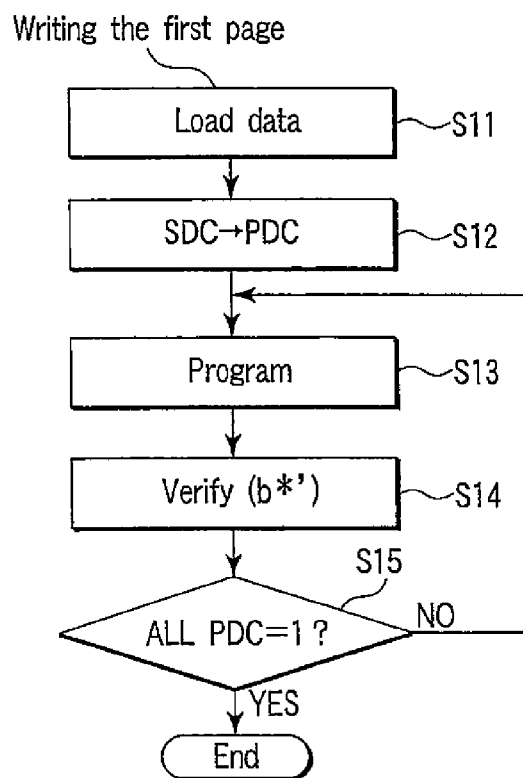 Writing the first page
Load data
S11
SDC→PDC
S12
Program
S13
Verify (b*')
S14
S15
ALL PDC=1?
NO
YES
End